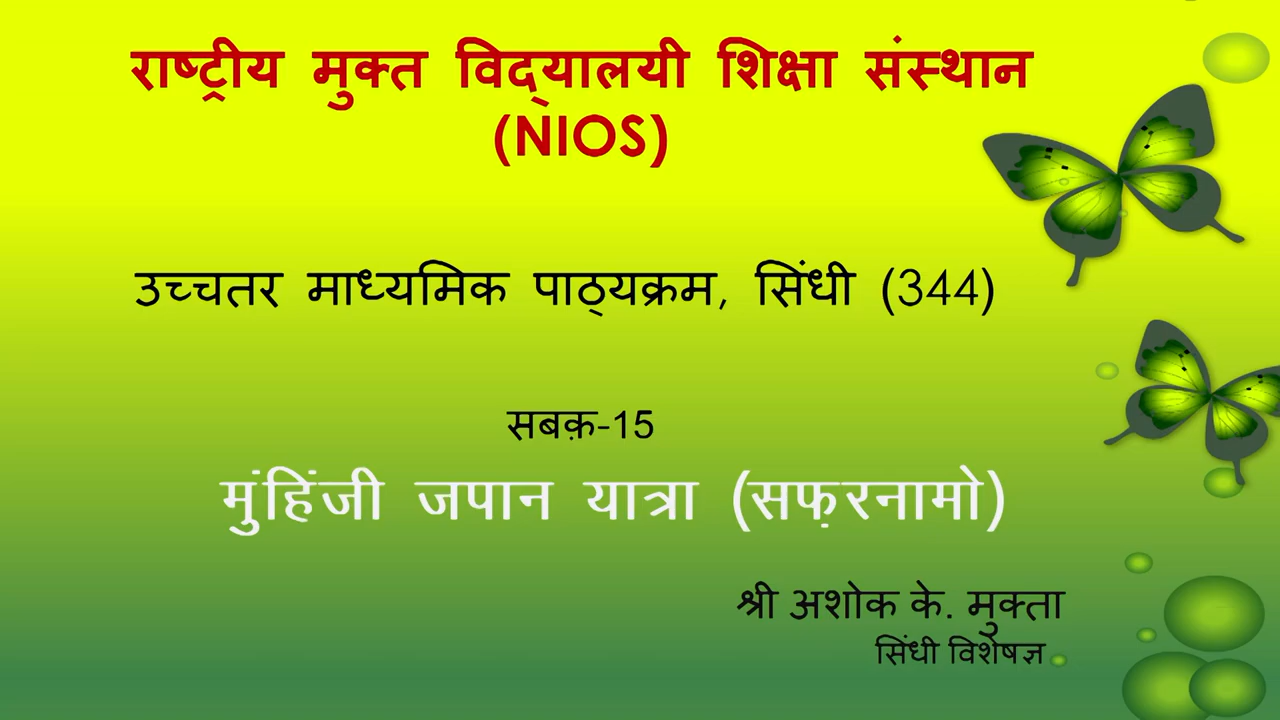 राष्ट्रीय मुक्त विद्यालयी शिक्षा संस्थान
(NIOS)
उच्चतर माध्यमिक पाठ्यक्रम, सिंधी (344)
सबक़-15
मुंहिंजी जपान यात्रा (सफ़रनामो)
श्री अशोक के. मुक्ता
सिंधी विशेषज्ञ